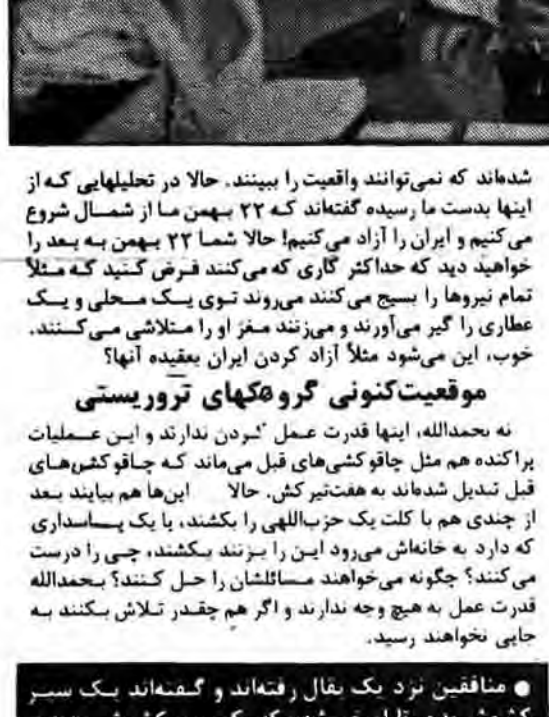 شده‌اند که نمی‌توانند واقعیت را ببینند. حالا در تحلیلهایی که از
اینها بدست ما رسیده گفته‌اند که ۲۲ بهمن ما از شمال شروع
می‌کنیم و ایران را آزاد می‌کنیم! حالا شما ۲۲ بهمن به بعد را
خواهید دید که حداکثر گاری که می‌کنند فرض کنید که مثلاً
تمام نیروها را بسیج می‌کنند می‌روند توی یک محلی و یک
عطاری را گیر می‌آورند و می‌زنند مغز او را متلاشی می‌کنند.
خوب، این می‌شود مثلاً آزاد کردن ایران بعقیده آنها؟
موقعیت کنونی گروهکهای تروریستی
نه بحمدالله، اینها قدرت عمل کردن ندارند و این عملیات
پراکنده هم مثل چاقو کشی‌های قبل می‌ماند که چاقو کش‌های
قبل تبدیل شده‌اند به هفت‌تیر کش. حالا این‌ها هم بیایند بعد
از چندی هم با کلت یک حزب‌اللهی را بکشند، یا یک پاسداری
که دارد به خانه‌اش می‌رود این را بزنند بکشند، چی را درست
می‌کنند؟ چگونه می‌خواهند مسائلشان را حل کنند؟ بحمدالله
قدرت عمل به هیچ وجه ندارند و اگر هم چقدر تلاش بکنند به
جایی نخواهند رسید.
● منافقین نزد یک بقال رفته‌اند و گفته‌اند یک سیر